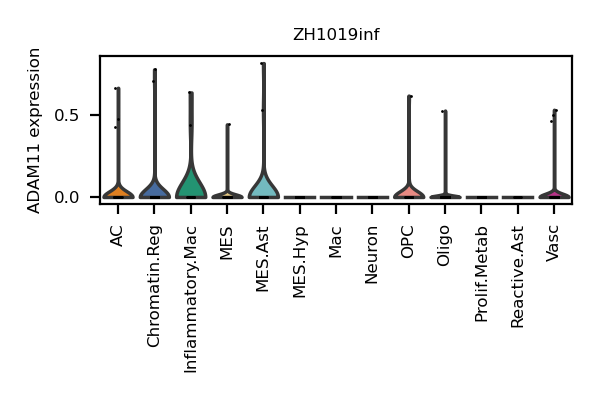 ZH1019inf
ADAM11 expression
0.5
0.0
AC
Chromatin.Reg
Inflammatory.Mac
MES
MES.Ast
MES.Hyp
Mac
Neuron
OPC
Oligo
Prolif.Metab
Reactive.Ast
Vasc